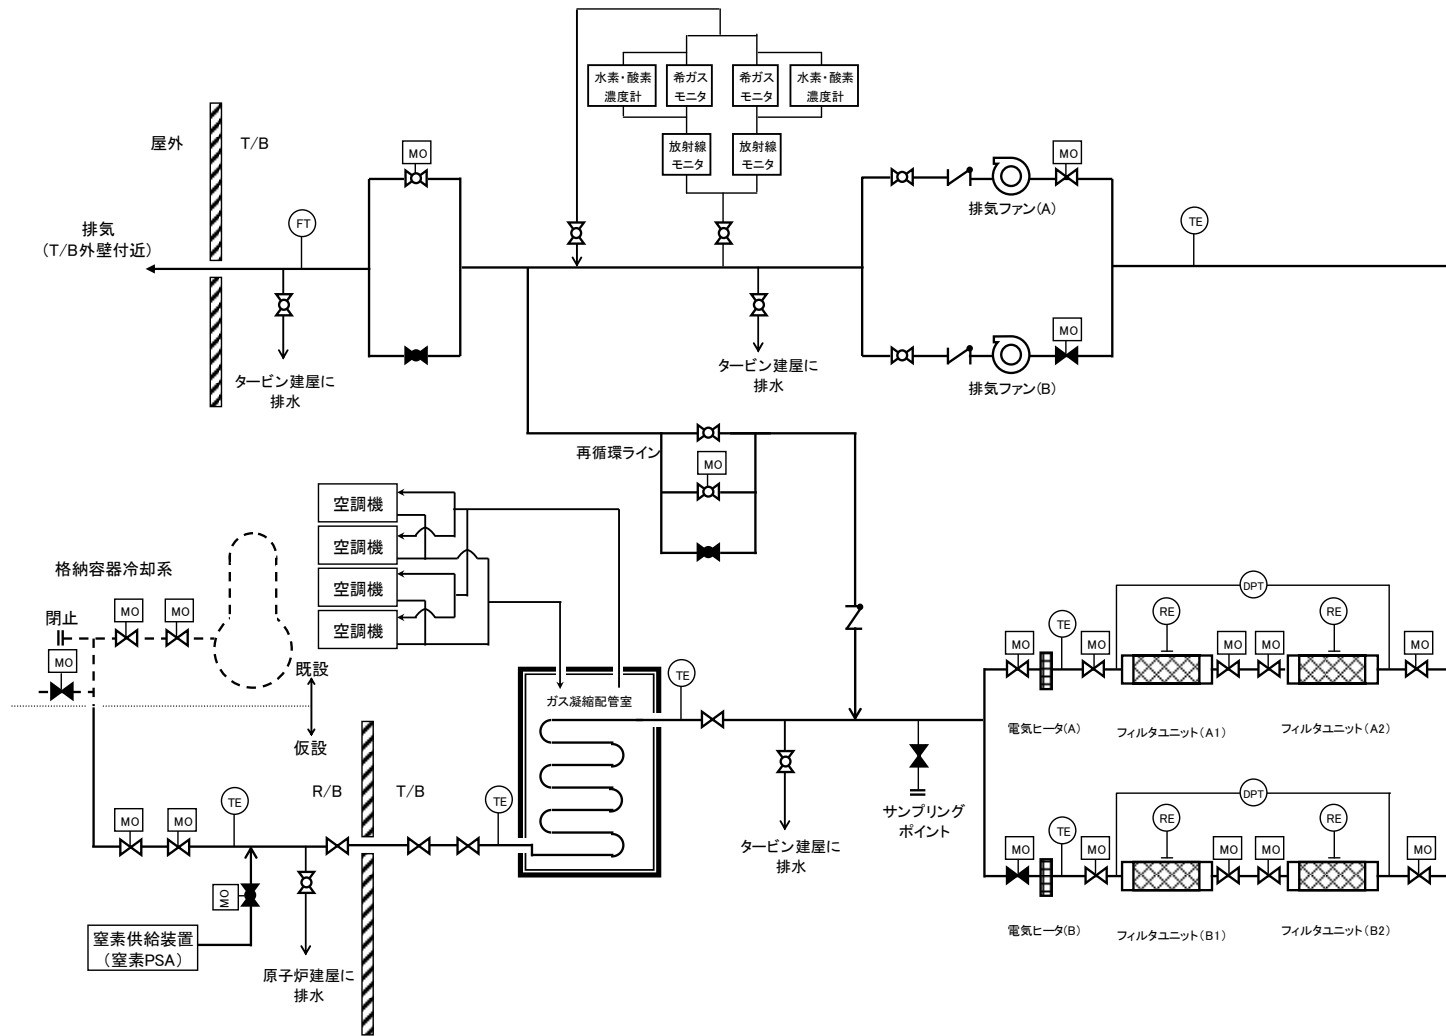 水素・酸素
濃度計
希ガス
モニタ
希ガス
モニタ
水素・酸素
濃度計
放射線
モニタ
放射線
モニタ
屋外
T/B
MO
MO
排気ファン(A)
FT
TE
排気
(T/B外壁付近)
タービン建屋に
排水
タービン建屋に
排水
MO
排気ファン(B)
再循環ライン
MO
空調機
空調機
空調機
空調機
格納容器冷却系
閉止
MO
MO
MO
既設
仮設
ガス凝縮配管室
TE
DPT
MO
TE
MO
RE
MO
MO
RE
MO
電気ヒータ(A)
フィルタユニット(A1)
フィルタユニット(A2)
R/B
T/B
MO
MO
TE
TE
タービン建屋に
排水
サンプリング
ポイント
DPT
MO
TE
MO
RE
MO
MO
RE
MO
電気ヒータ(B)
フィルタユニット(B1)
フィルタユニット(B2)
MO
窒素供給装置
(窒素PSA)
原子炉建屋に
排水